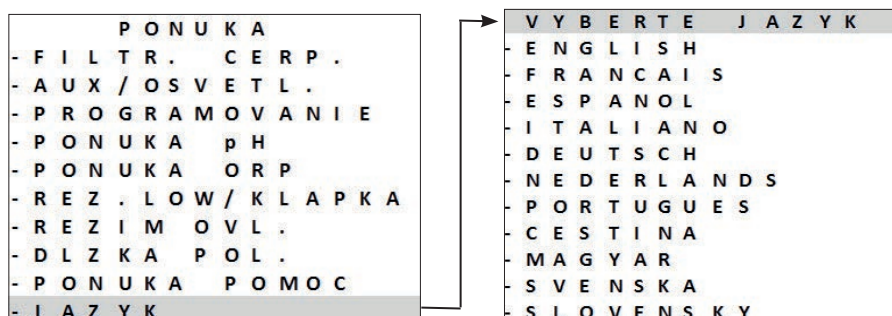 PONUKA
-FILTR. CERP.
-AUX/OSVETL.
-PROGRAMOVANIE
-PONUKA pH
-PONUKA ORP
-REZ.LOW/KLAPKA
-REZIM OVL.
-DLZKA POL.
-PONUKA POMOC
-JAZYK
VYBERTE JAZYK
-ENGLISH
-FRANCAIS
-ESPANOL
-ITALIANO
-DEUTSCH
-NEDERLANDS
-PORTUGUES
-CESTINA
-MAGYAR
-SVENSKA
-SLOVENSKY